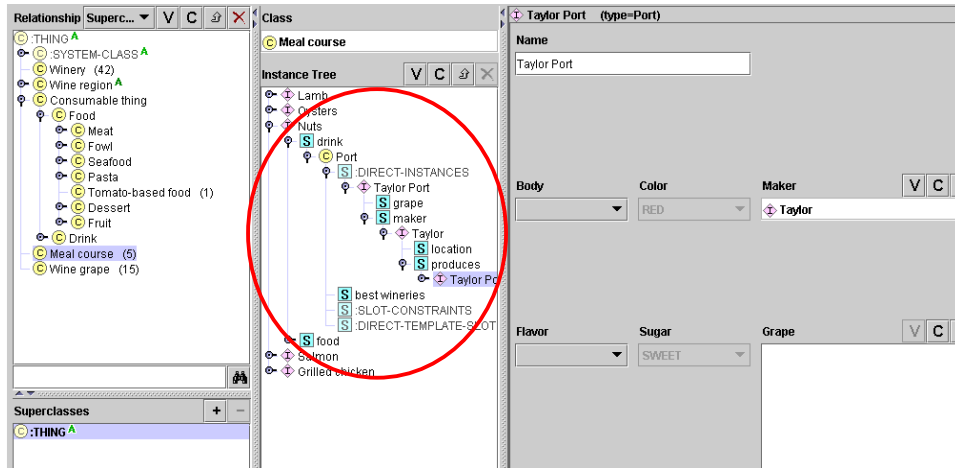 Relationship Superc... V C
:THING A
:SYSTEM-CLASS A
Winery (42)
Wine region A
Consumable thing
Food
Meat
Fowl
Seafood
Pasta
Tomato-based food (1)
Dessert
Fruit
Drink
Meal course (5)
Wine grape (15)
Superclasses + −
:THING A
Class
Meal course
Instance Tree V C
Lamb
Oysters
Nuts
drink
Port
:DIRECT-INSTANCES
Taylor Port
grape
maker
Taylor
location
produces
Taylor Po
best wineries
:SLOT-CONSTRAINTS
:DIRECT-TEMPLATE-SLOT
food
Salmon
Grilled chicken
Taylor Port (type=Port)
Name
Taylor Port
Body Color Maker V C
RED Taylor
Flavor Sugar Grape V C
SWEET